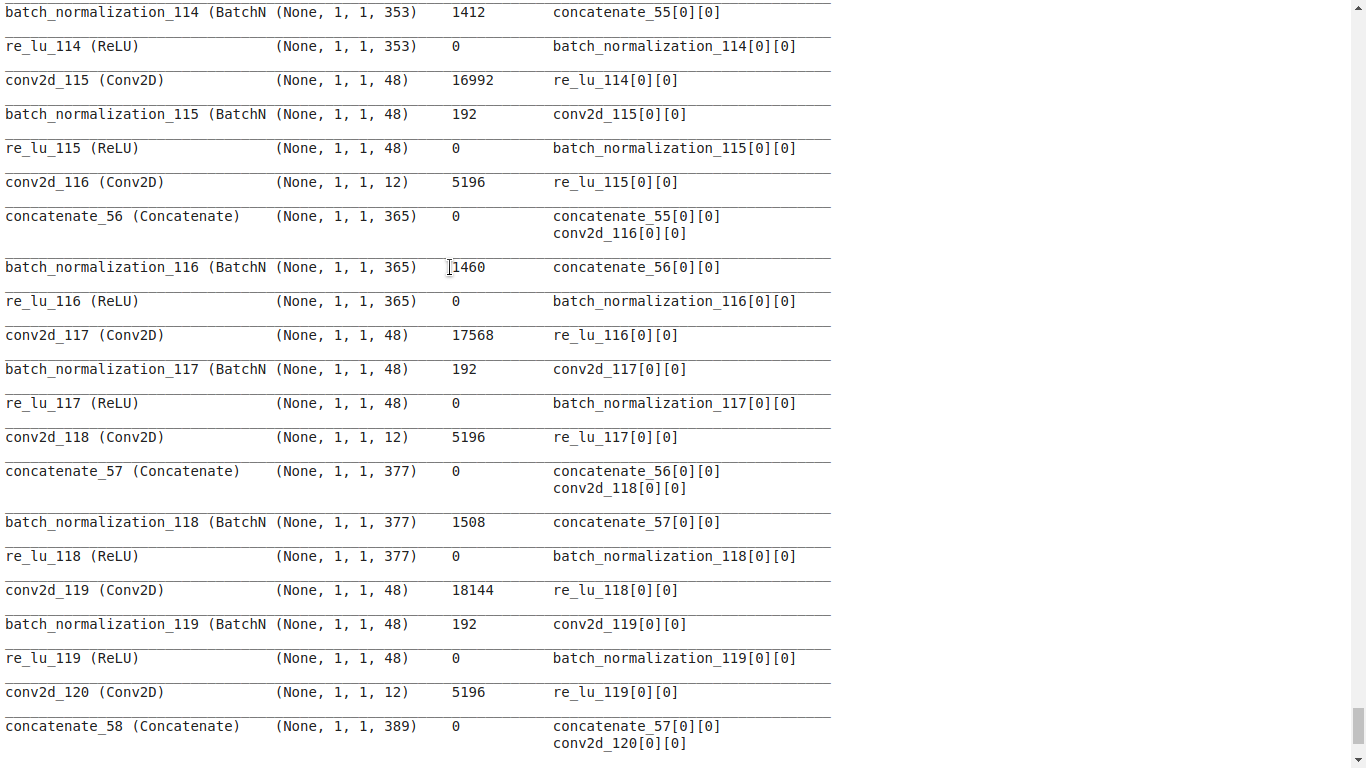 batch_normalization_114 (BatchN (None, 1, 1, 353) 1412 concatenate_55[0][0]
re_lu_114 (ReLU) (None, 1, 1, 353) 0 batch_normalization_114[0][0]
conv2d_115 (Conv2D) (None, 1, 1, 48) 16992 re_lu_114[0][0]
batch_normalization_115 (BatchN (None, 1, 1, 48) 192 conv2d_115[0][0]
re_lu_115 (ReLU) (None, 1, 1, 48) 0 batch_normalization_115[0][0]
conv2d_116 (Conv2D) (None, 1, 1, 12) 5196 re_lu_115[0][0]
concatenate_56 (Concatenate) (None, 1, 1, 365) 0 concatenate_55[0][0]
conv2d_116[0][0]
batch_normalization_116 (BatchN (None, 1, 1, 365) 1460 concatenate_56[0][0]
re_lu_116 (ReLU) (None, 1, 1, 365) 0 batch_normalization_116[0][0]
conv2d_117 (Conv2D) (None, 1, 1, 48) 17568 re_lu_116[0][0]
batch_normalization_117 (BatchN (None, 1, 1, 48) 192 conv2d_117[0][0]
re_lu_117 (ReLU) (None, 1, 1, 48) 0 batch_normalization_117[0][0]
conv2d_118 (Conv2D) (None, 1, 1, 12) 5196 re_lu_117[0][0]
concatenate_57 (Concatenate) (None, 1, 1, 377) 0 concatenate_56[0][0]
conv2d_118[0][0]
batch_normalization_118 (BatchN (None, 1, 1, 377) 1508 concatenate_57[0][0]
re_lu_118 (ReLU) (None, 1, 1, 377) 0 batch_normalization_118[0][0]
conv2d_119 (Conv2D) (None, 1, 1, 48) 18144 re_lu_118[0][0]
batch_normalization_119 (BatchN (None, 1, 1, 48) 192 conv2d_119[0][0]
re_lu_119 (ReLU) (None, 1, 1, 48) 0 batch_normalization_119[0][0]
conv2d_120 (Conv2D) (None, 1, 1, 12) 5196 re_lu_119[0][0]
concatenate_58 (Concatenate) (None, 1, 1, 389) 0 concatenate_57[0][0]
conv2d_120[0][0]